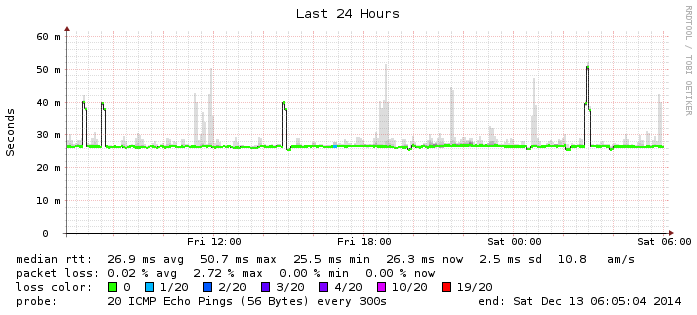 Last 24 Hours
RRDTOOL / TOBI OETIKER
Seconds
60 m
50 m
40 m
30 m
20 m
10 m
0
Fri 12:00 Fri 18:00 Sat 00:00 Sat 06:00
median rtt: 26.9 ms avg 50.7 ms max 25.5 ms min 26.3 ms now 2.5 ms sd 10.8 am/s
packet loss: 0.02 % avg 2.72 % max 0.00 % min 0.00 % now
loss color: 0 1/20 2/20 3/20 4/20 10/20 19/20
probe: 20 ICMP Echo Pings (56 Bytes) every 300s end: Sat Dec 13 06:05:04 2014